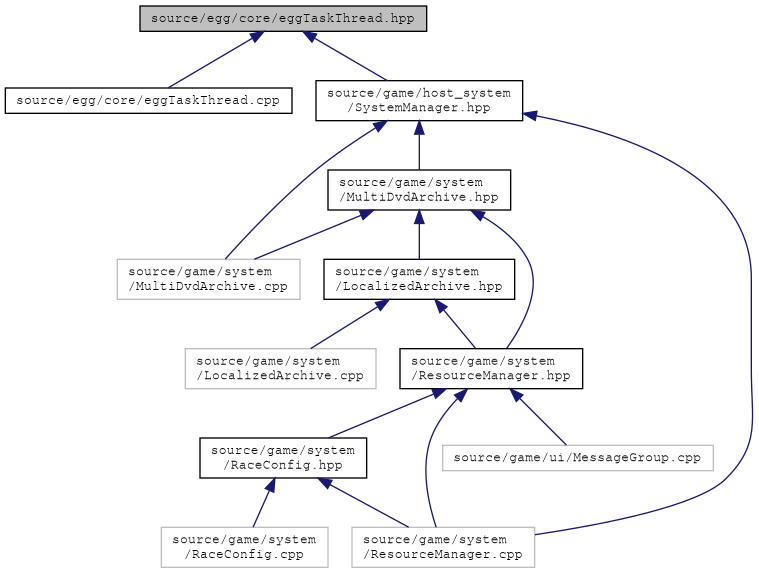 source/egg/core/eggTaskThread.hpp
source/egg/core/eggTaskThread.cpp
source/game/host_system
/SystemManager.hpp
source/game/system
/MultiDvdArchive.hpp
source/game/system
/MultiDvdArchive.cpp
source/game/system
/LocalizedArchive.hpp
source/game/system
/LocalizedArchive.cpp
source/game/system
/ResourceManager.hpp
source/game/system
/RaceConfig.hpp
source/game/ui/MessageGroup.cpp
source/game/system
/RaceConfig.cpp
source/game/system
/ResourceManager.cpp